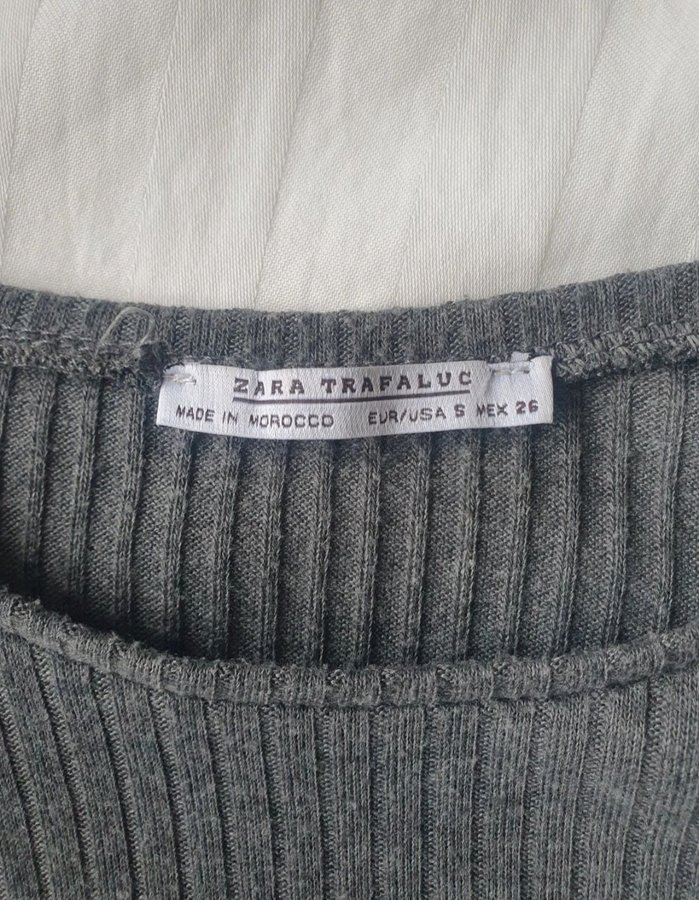 ZARA TRAFALUC
MADE IN MOROCCO EUR/USA S MEX 26